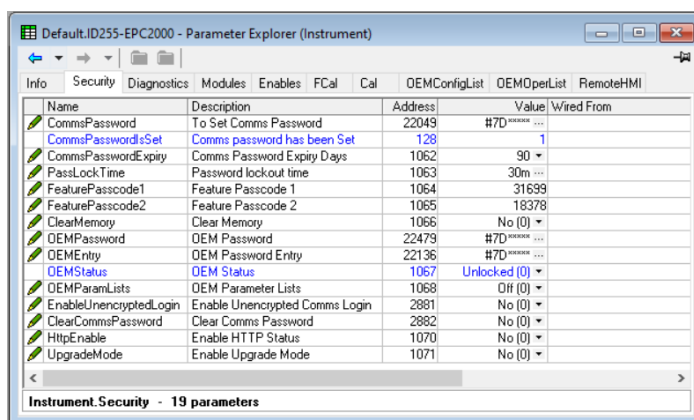 Default.ID255-EPC2000 - Parameter Explorer (Instrument)
Info Security Diagnostics Modules Enables FCal Cal OEMConfigList OEMOperList RemoteHMI
Name Description Address Value Wired From
CommsPassword To Set Comms Password 22049 #7D***** ...
CommsPasswordIsSet Comms password has been Set 128 1
CommsPasswordExpiry Comms Password Expiry Days 1062 90
PassLockTime Password lockout time 1063 30m ...
FeaturePasscode1 Feature Passcode 1 1064 31699
FeaturePasscode2 Feature Passcode 2 1065 18378
ClearMemory Clear Memory 1066 No (0)
OEMPassword OEM Password 22479 #7D***** ...
OEMEntry OEM Password Entry 22136 #7D***** ...
OEMStatus OEM Status 1067 Unlocked (0)
OEMParamLists OEM Parameter Lists 1068 Off (0)
EnableUnencryptedLogin Enable Unencrypted Comms Login 2881 No (0)
ClearCommsPassword Clear Comms Password 2882 No (0)
HttpEnable Enable HTTP Status 1070 No (0)
UpgradeMode Enable Upgrade Mode 1071 No (0)
Instrument.Security - 19 parameters